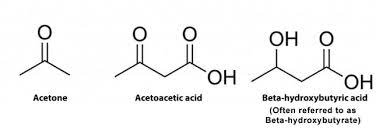 O
O
O
OH
OH
O
OH
Acetone
Acetoacetic acid
Beta-hydroxybutyric acid
(Often referred to as
Beta-hydroxybutyrate)